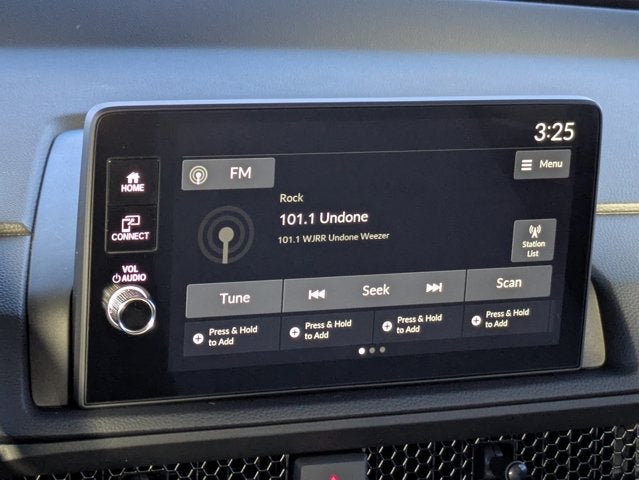 3:25
FM
Menu
HOME
Rock
101.1 Undone
101.1 WJRR Undone Weezer
CONNECT
Station
List
VOL
AUDIO
Tune
Seek
Scan
Press & Hold
to Add
Press & Hold
to Add
Press & Hold
to Add
Press & Hold
to Add